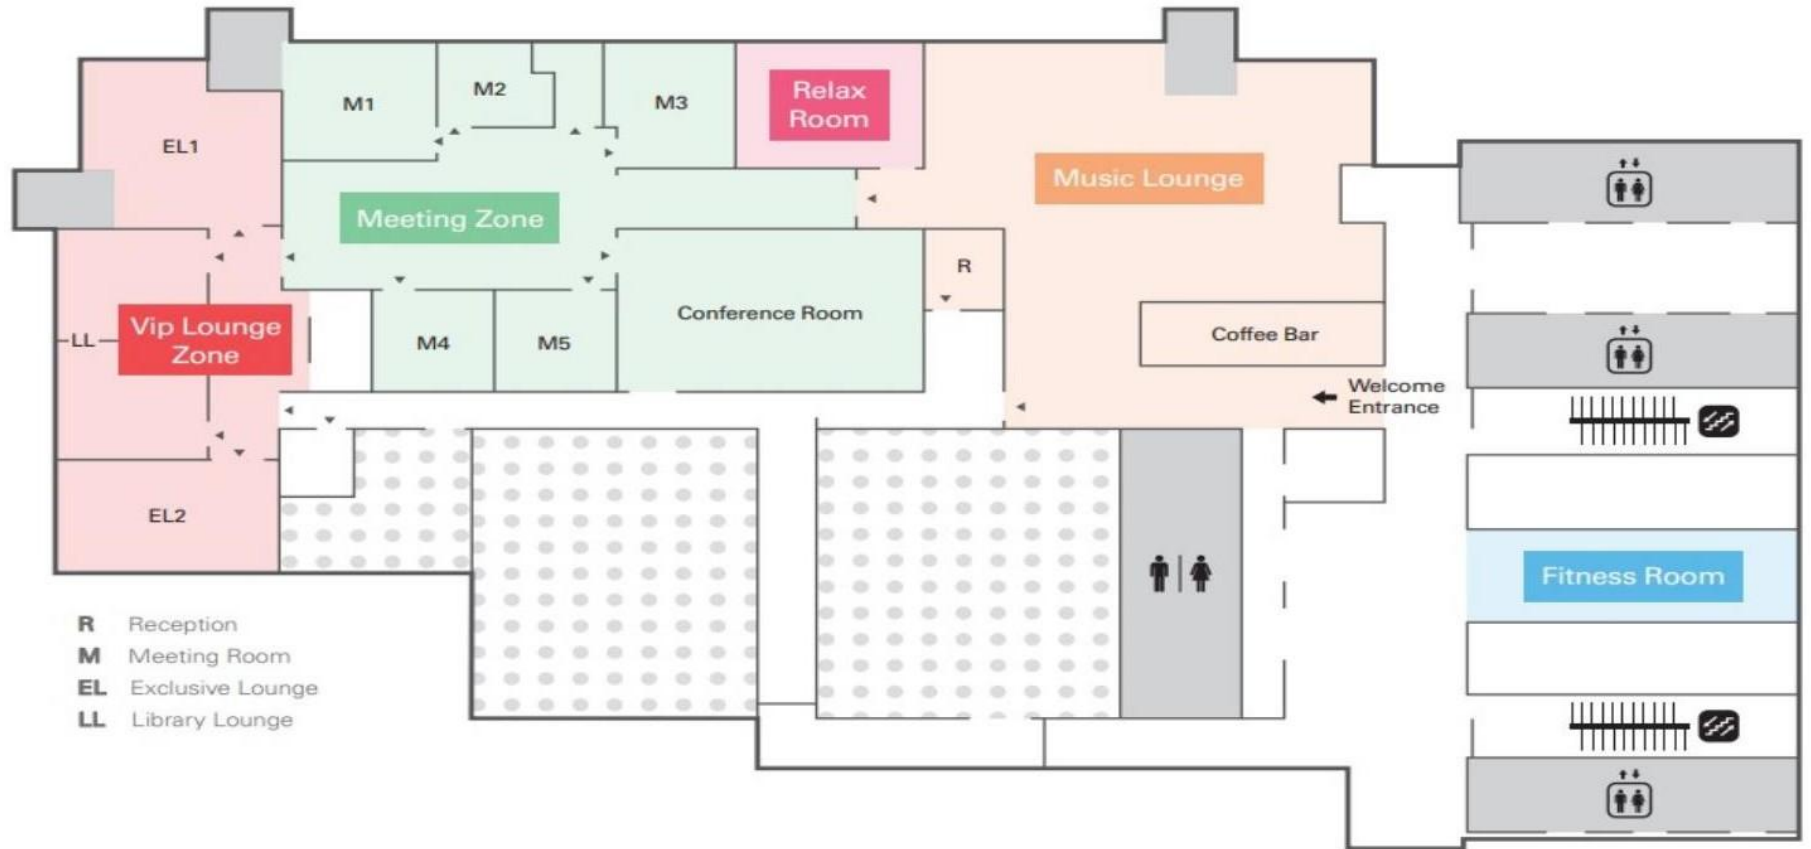 M1
M2
M3
Relax
Room
EL1
Music Lounge
Meeting Zone
R
Conference Room
Vip Lounge
Zone
LL
M4
M5
Coffee Bar
Welcome
Entrance
EL2
Fitness Room
R Reception
M Meeting Room
EL Exclusive Lounge
LL Library Lounge